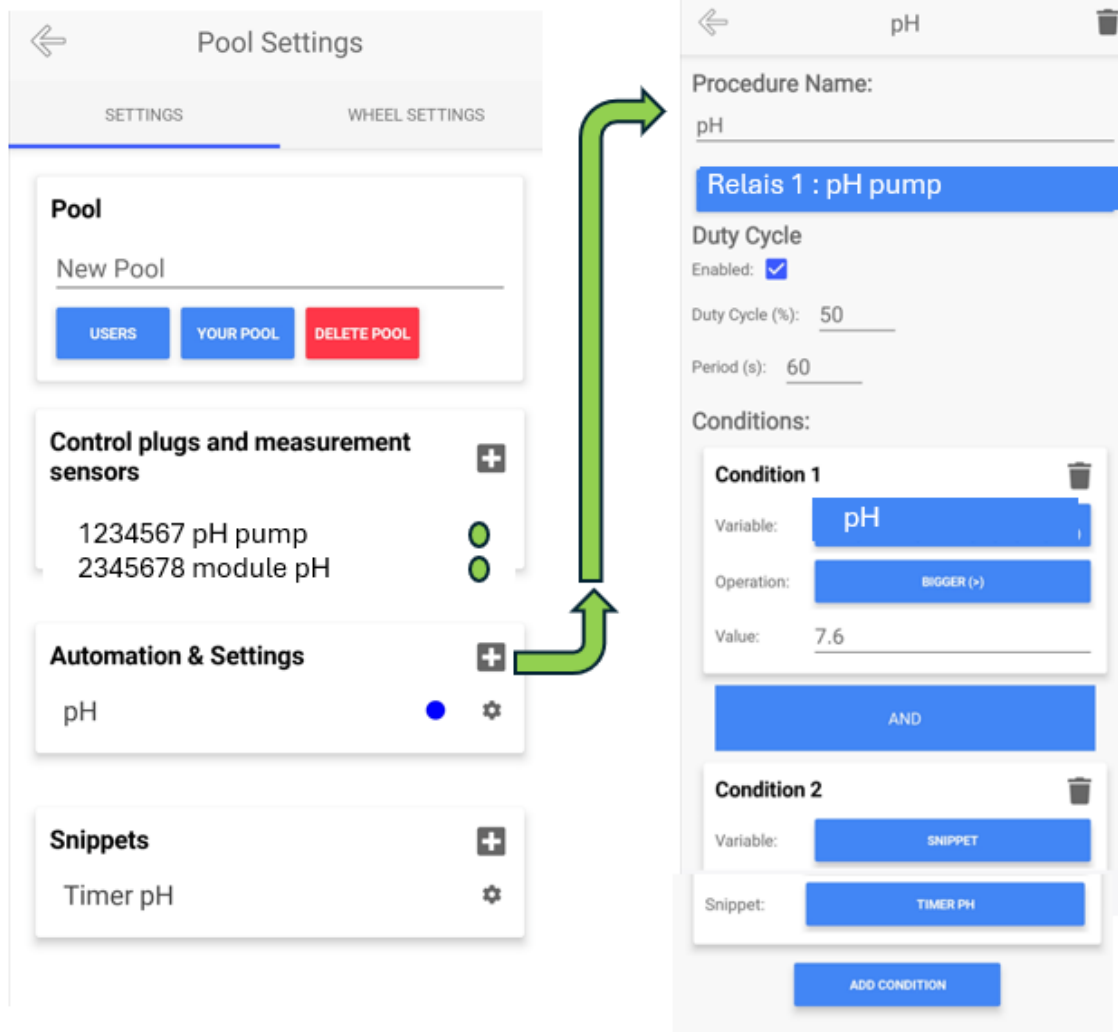 Pool Settings
SETTINGS
WHEEL SETTINGS
Pool
New Pool
USERS
YOUR POOL
DELETE POOL
Control plugs and measurement
sensors
1234567 pH pump
2345678 module pH
Automation & Settings
pH
Snippets
Timer pH
pH
Procedure Name:
pH
Relais 1 : pH pump
Duty Cycle
Enabled:
Duty Cycle (%): 50
Period (s): 60
Conditions:
Condition 1
Variable: pH
Operation: BIGGER (>)
Value: 7.6
AND
Condition 2
Variable: SNIPPET
Snippet: TIMER PH
ADD CONDITION